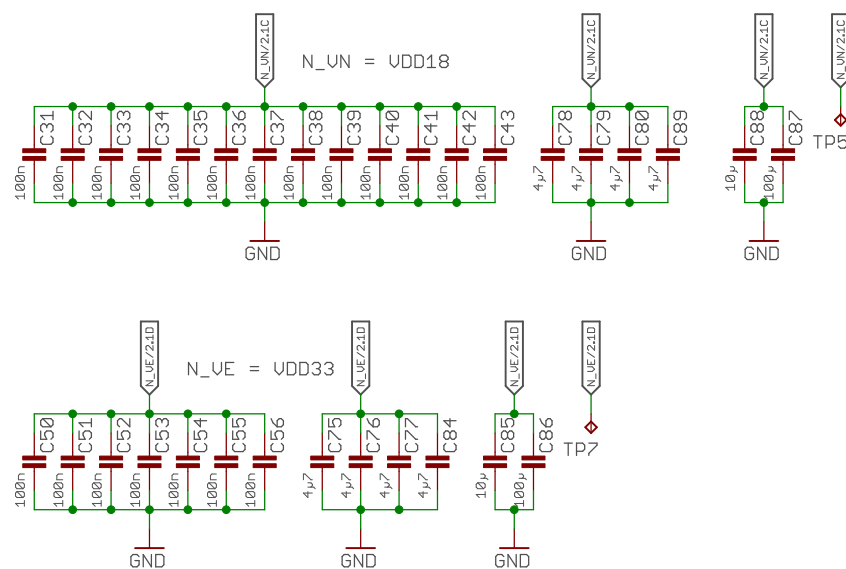 N_VN/2.1C
N_VN/2.1C
N_VN/2.1C
N_VN/2.1C
N_VN = VDD18
C31 C32 C33 C34 C35 C36 C37 C38 C39 C40 C41 C42 C43
100n 100n 100n 100n 100n 100n 100n 100n 100n 100n 100n 100n 100n
C78 C79 C80 C89
4µ7 4µ7 4µ7 4µ7
C88 C87
10µ 100µ
TP5
GND
GND
GND
N_VE/2.1D
N_VE/2.1D
N_VE/2.1D
N_VE/2.1D
N_VE = VDD33
C50 C51 C52 C53 C54 C55 C56
100n 100n 100n 100n 100n 100n 100n
C75 C76 C77 C84
4µ7 4µ7 4µ7 4µ7
C85 C86
10µ 100µ
TP7
GND
GND
GND